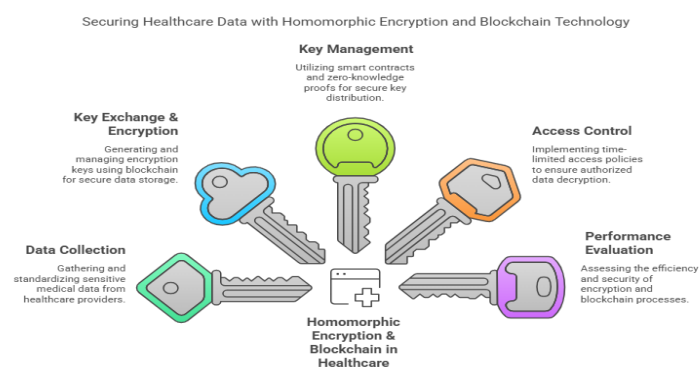 Securing Healthcare Data with Homomorphic Encryption and Blockchain Technology
Key Management
Utilizing smart contracts
and zero-knowledge
proofs for secure key
distribution.
Key Exchange &
Encryption
Generating and
managing encryption
keys using blockchain
for secure data storage.
Access Control
Implementing time-
limited access policies
to ensure authorized
data decryption.
Data Collection
Gathering and
standardizing sensitive
medical data from
healthcare providers.
Performance
Evaluation
Assessing the efficiency
and security of
encryption and
blockchain processes.
Homomorphic
Encryption &
Blockchain in
Healthcare